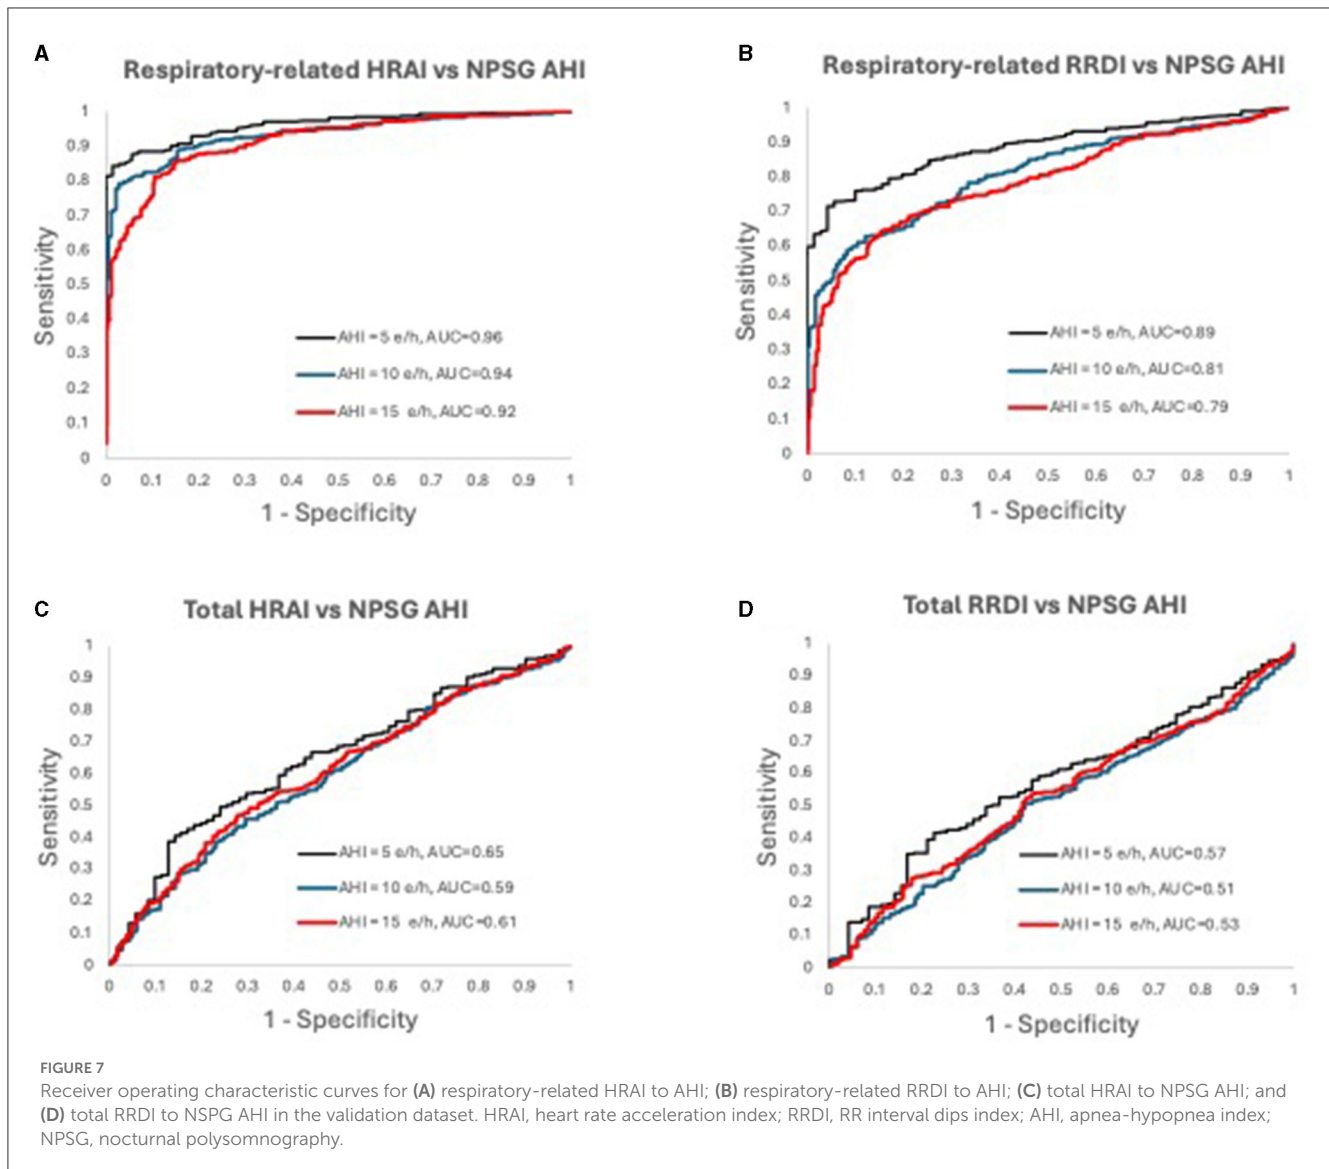 A
Respiratory-related HRAI vs NPSG AHI
1
0.9
0.8
0.7
0.6
0.5
0.4
0.3
0.2
0.1
0
Sensitivity
AHI = 5 e/h, AUC=0.96
AHI = 10 e/h, AUC=0.94
AHI = 15 e/h, AUC=0.92
0 0.1 0.2 0.3 0.4 0.5 0.6 0.7 0.8 0.9 1
1 - Specificity
B
Respiratory-related RRDI vs NPSG AHI
1
0.9
0.8
0.7
0.6
0.5
0.4
0.3
0.2
0.1
0
Sensitivity
AHI = 5 e/h, AUC=0.89
AHI = 10 e/h, AUC=0.81
AHI = 15 e/h, AUC=0.79
0 0.1 0.2 0.3 0.4 0.5 0.6 0.7 0.8 0.9 1
1 - Specificity
C
Total HRAI vs NPSG AHI
1
0.9
0.8
0.7
0.6
0.5
0.4
0.3
0.2
0.1
0
Sensitivity
AHI = 5 e/h, AUC=0.65
AHI = 10 e/h, AUC=0.59
AHI = 15 e/h, AUC=0.61
0 0.1 0.2 0.3 0.4 0.5 0.6 0.7 0.8 0.9 1
1 - Specificity
D
Total RRDI vs NPSG AHI
1
0.9
0.8
0.7
0.6
0.5
0.4
0.3
0.2
0.1
0
Sensitivity
AHI = 5 e/h, AUC=0.57
AHI = 10 e/h, AUC=0.51
AHI = 15 e/h, AUC=0.53
0 0.1 0.2 0.3 0.4 0.5 0.6 0.7 0.8 0.9 1
1 - Specificity
FIGURE 7
Receiver operating characteristic curves for (A) respiratory-related HRAI to AHI; (B) respiratory-related RRDI to AHI; (C) total HRAI to NPSG AHI; and
(D) total RRDI to NSPG AHI in the validation dataset. HRAI, heart rate acceleration index; RRDI, RR interval dips index; AHI, apnea-hypopnea index;
NPSG, nocturnal polysomnography.